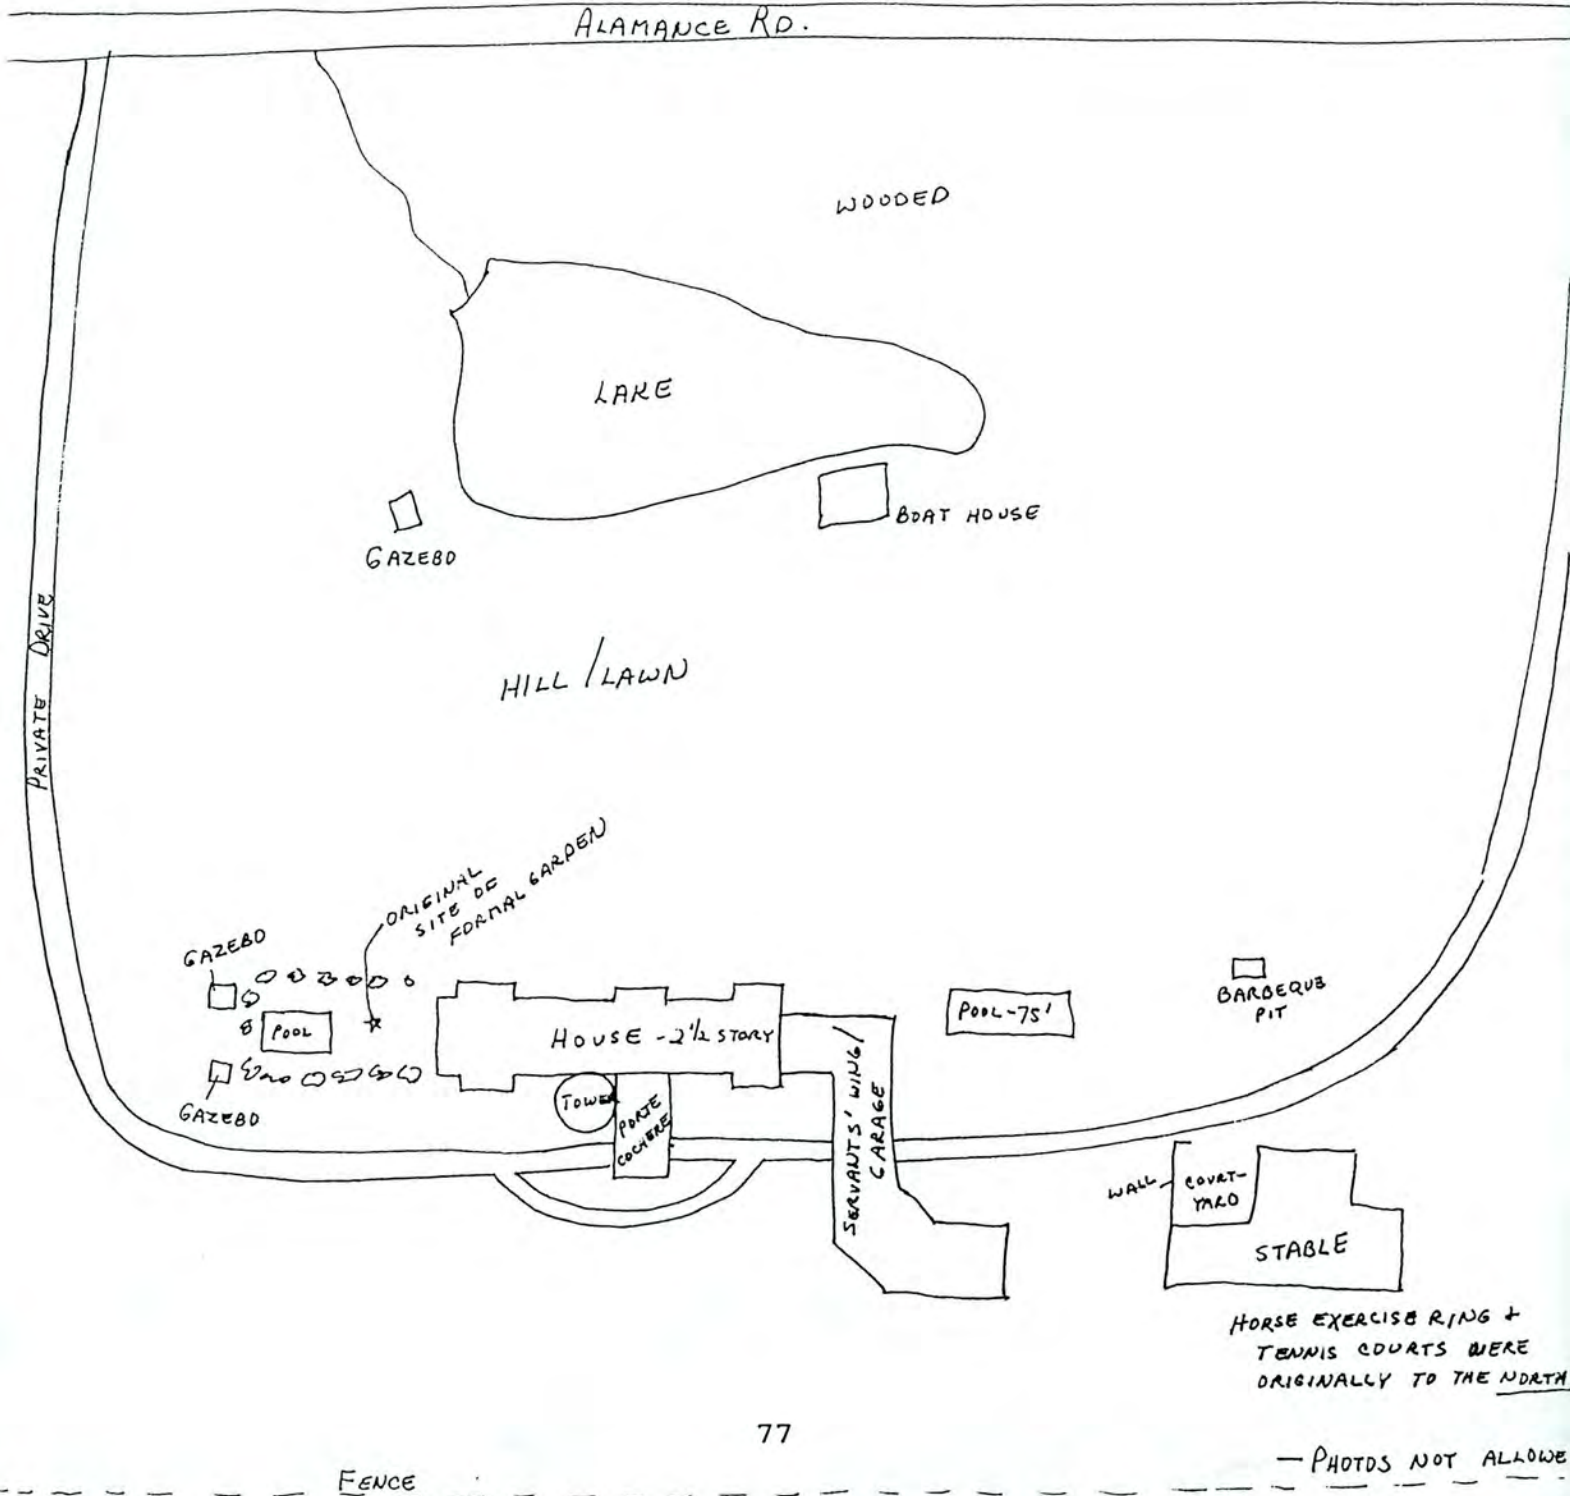 ALAMANCE RD.
WOODED
LAKE
BOAT HOUSE
GAZEBO
HILL/LAWN
PRIVATE DRIVE
ORIGINAL
SITE OF
FORMAL GARDEN
GAZEBO
POOL
GAZEBO
HOUSE - 2 1/2 STORY
TOWER
PORTE
COCHERE
SERVANTS' WING/
GARAGE
POOL - 75'
BARBEQUE
PIT
WALL
COURT-
YARD
STABLE
HORSE EXERCISE RING &
TENNIS COURTS WERE
ORIGINALLY TO THE NORTH
77
— PHOTOS NOT ALLOWE
FENCE